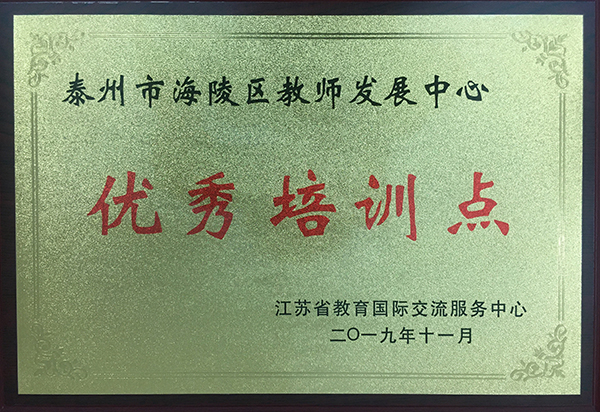 泰州市海陵区教师发展中心
优秀培训点
江苏省教育国际交流服务中心
二〇一九年十一月